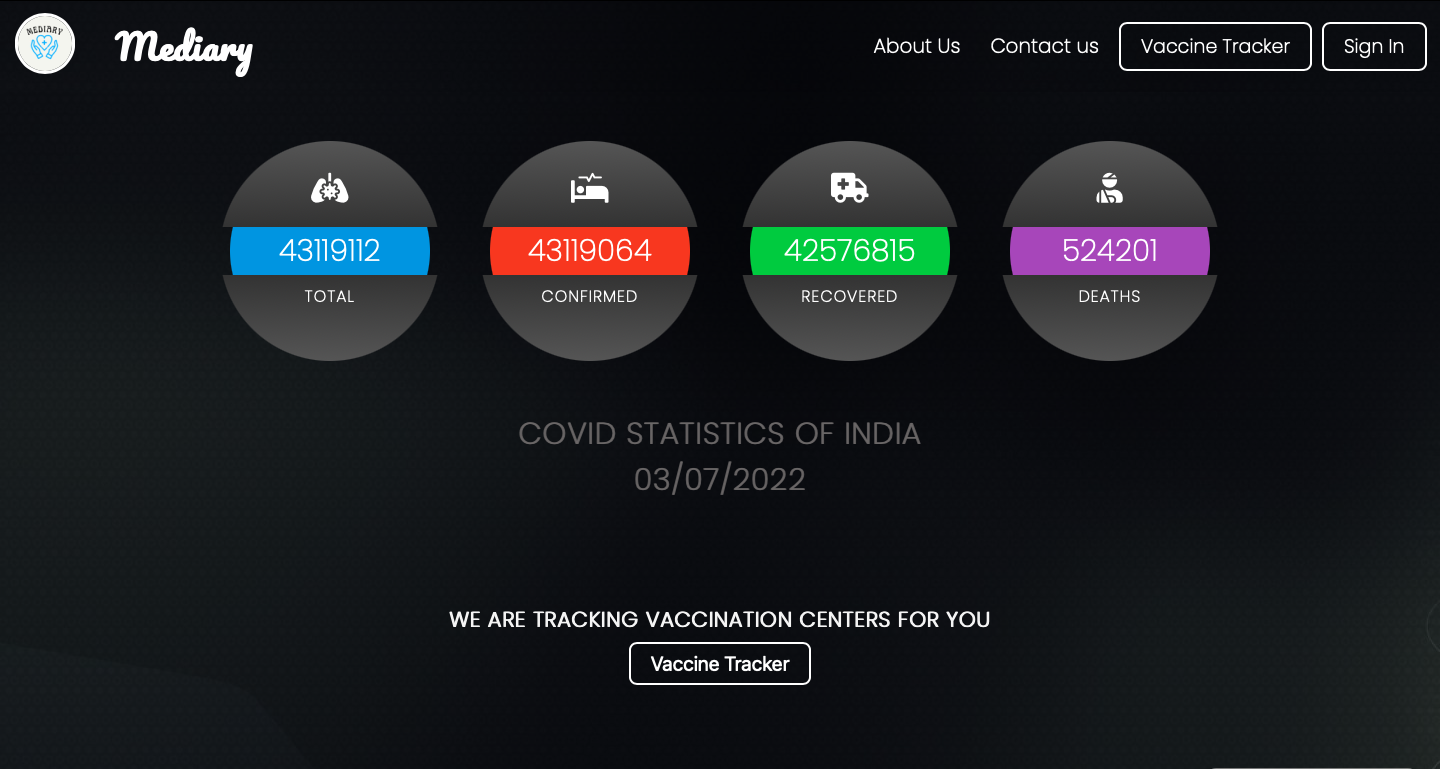 MEDIARY
Mediary
About Us
Contact us
Vaccine Tracker
Sign In
43119112
43119064
42576815
524201
TOTAL
CONFIRMED
RECOVERED
DEATHS
COVID STATISTICS OF INDIA
03/07/2022
WE ARE TRACKING VACCINATION CENTERS FOR YOU
Vaccine Tracker